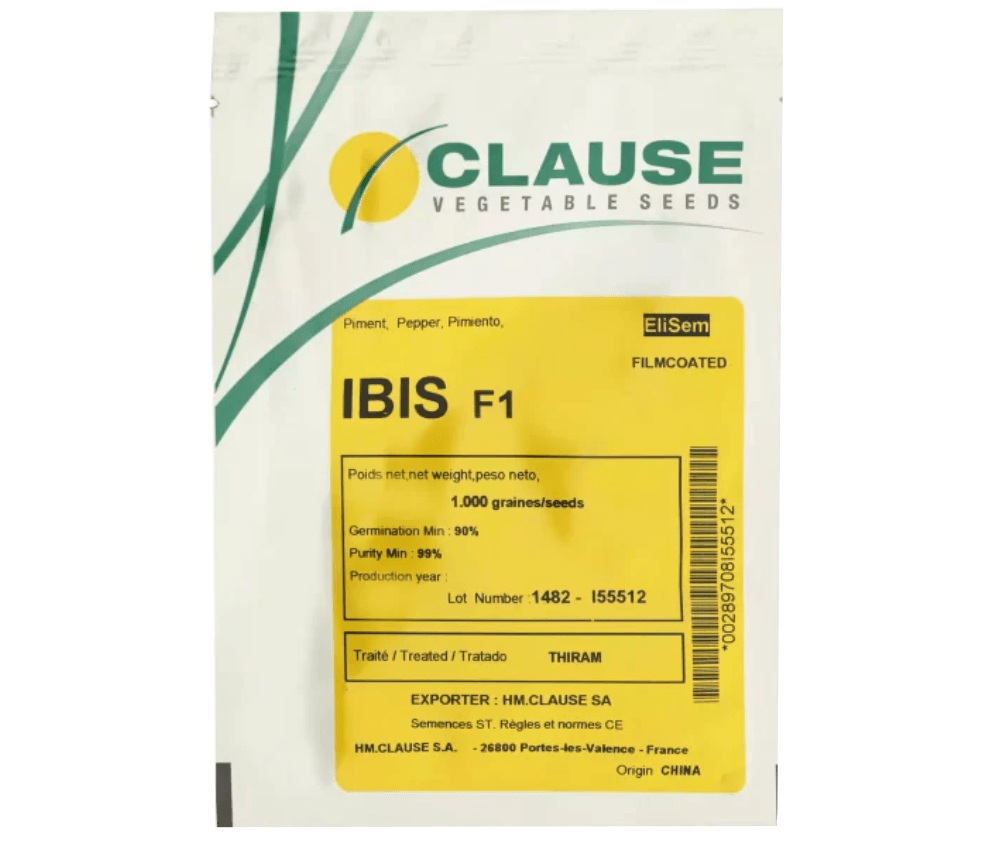 CLAUSE
VEGETABLE SEEDS
Piment, Pepper, Pimiento,
EliSem
FILMCOATED
IBIS F1
Poids net,net weight,peso neto,
1.000 graines/seeds
Germination Min : 90%
Purity Min : 99%
Production year :
Lot Number :1482 - I55512
Traité / Treated / Tratado THIRAM
EXPORTER : HM.CLAUSE SA
Semences ST. Règles et normes CE
HM.CLAUSE S.A. - 26800 Portes-les-Valence - France
Origin CHINA
*00289708I55512*